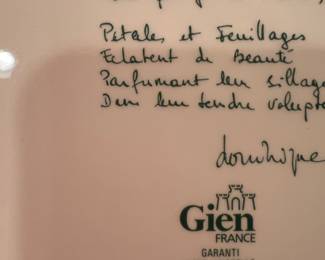 Pétales et Feuillages
Eclatent de Beauté
Parfumant leur sillage
Dans leur tendre volupté
Dominique
Gien
FRANCE
GARANTI